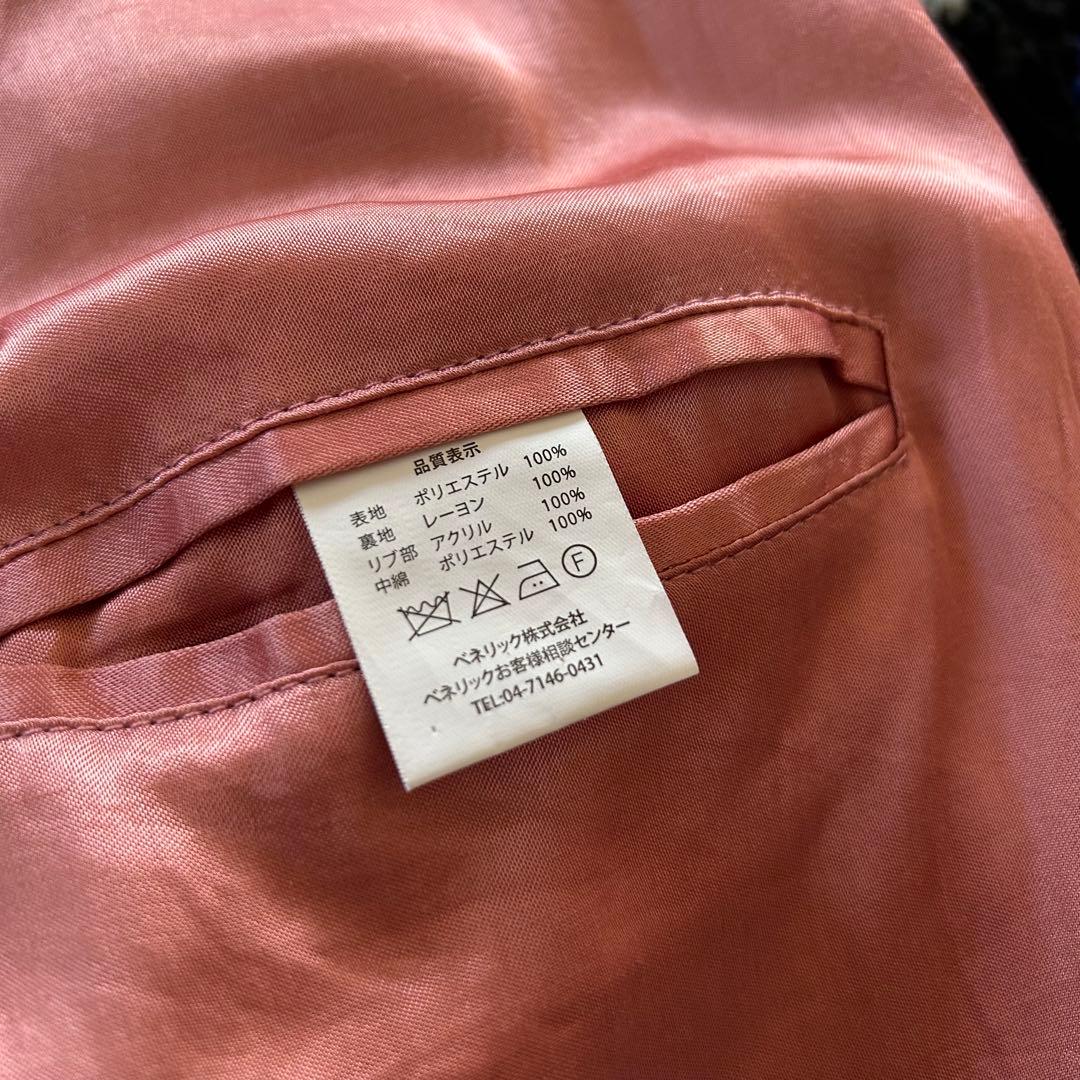 品質表示
表地 ポリエステル 100%
裏地 レーヨン 100%
リブ部 アクリル 100%
中綿 ポリエステル 100%
F
ベネリック株式会社
ベネリックお客様相談センター
TEL:04-7146-0431